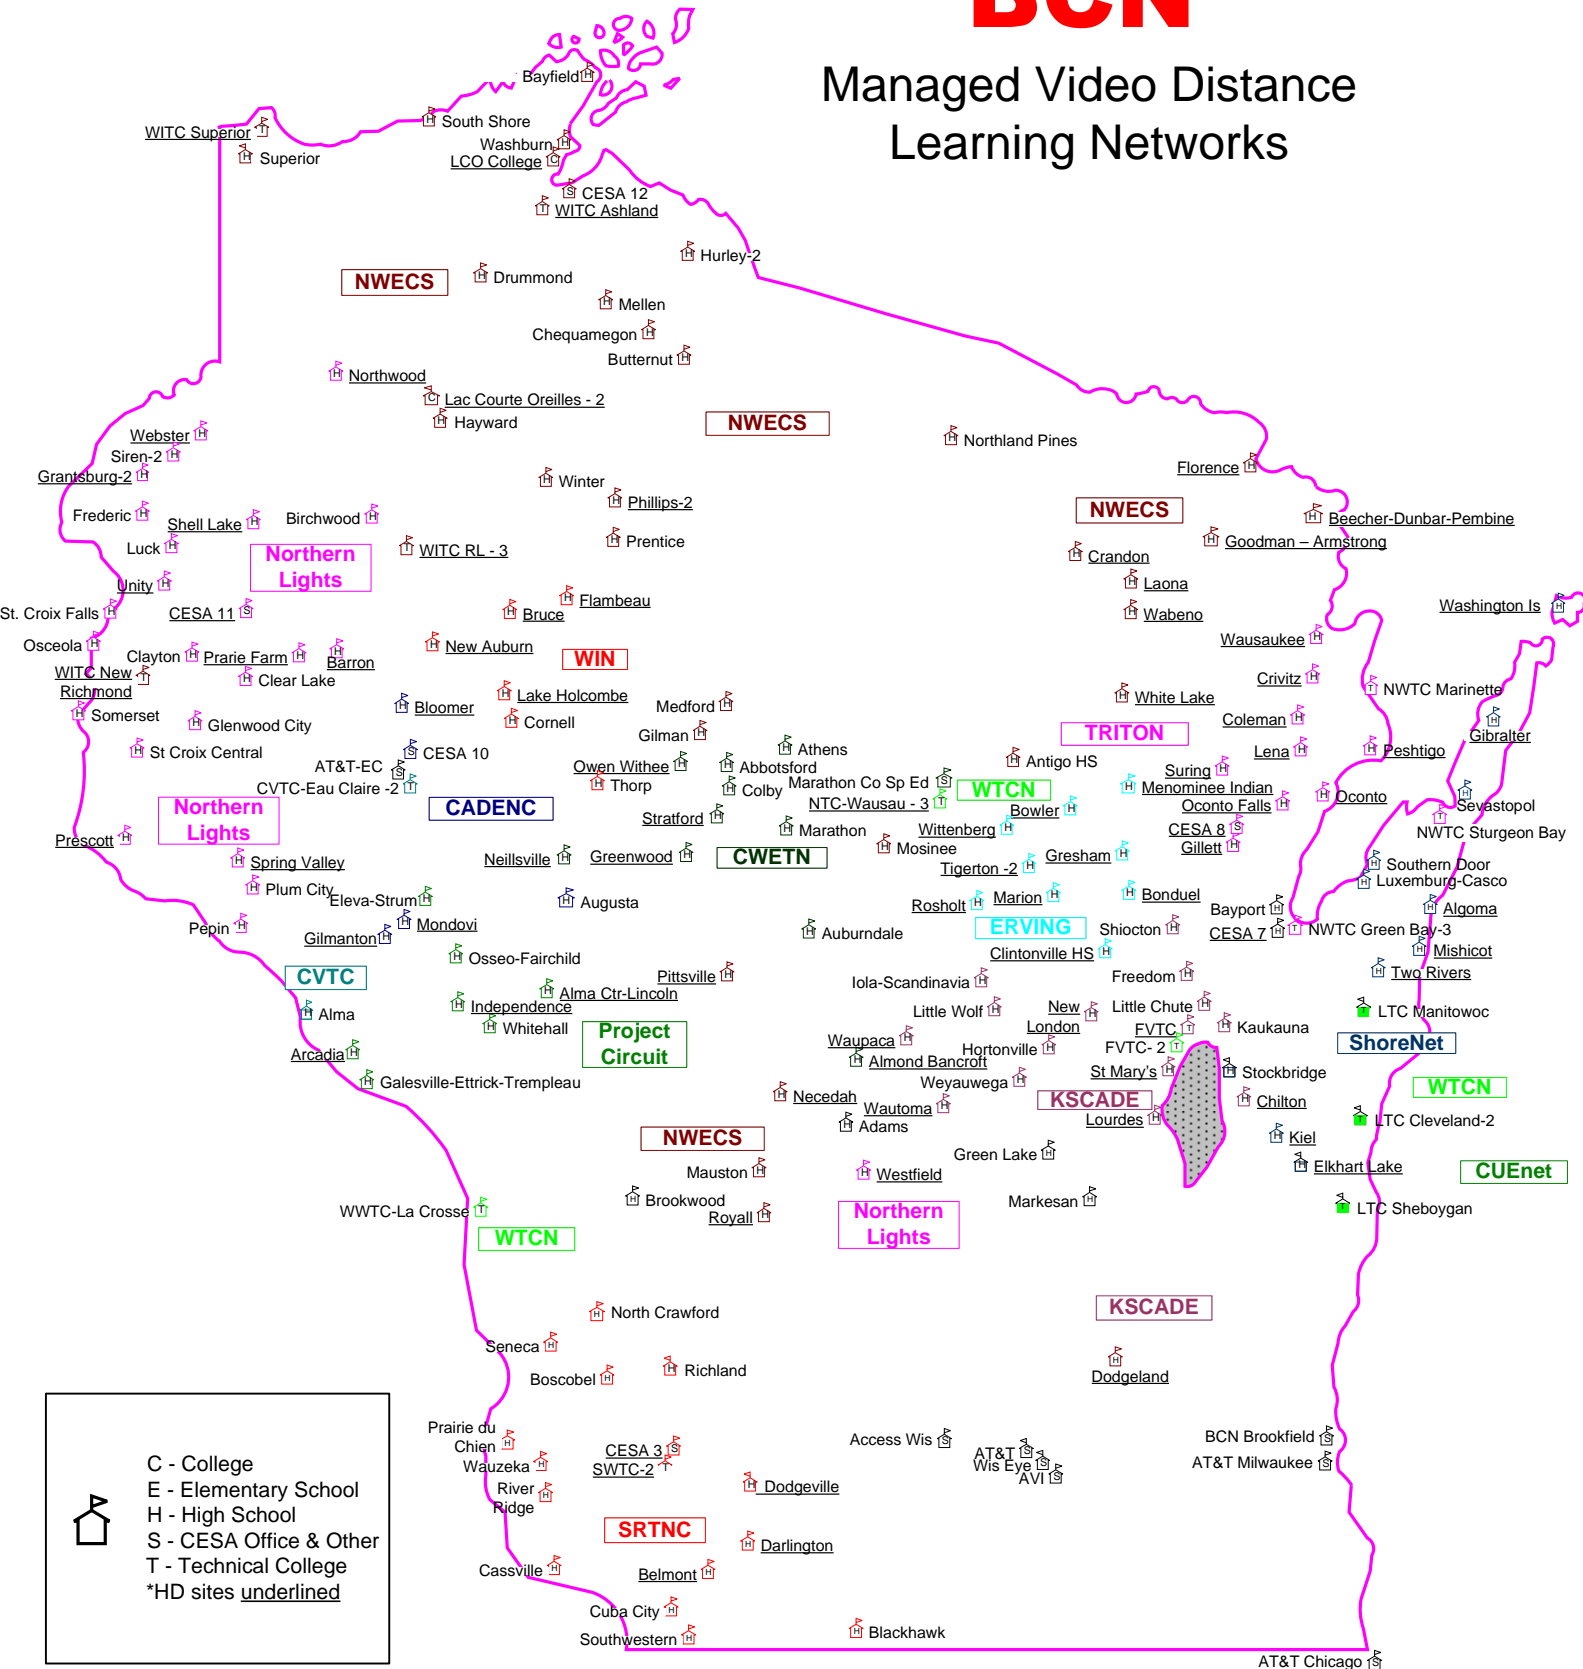 BCN
Managed Video Distance
Learning Networks
Bayfield
South Shore
WITC Superior
Superior
Washburn
LCO College
CESA 12
WITC Ashland
Hurley-2
NWECS
Drummond
Mellen
Chequamegon
Butternut
Northwood
Lac Courte Oreilles - 2
Hayward
NWECS
Northland Pines
Webster
Siren-2
Grantsburg-2
Florence
Winter
Phillips-2
NWECS
Frederic
Shell Lake
Birchwood
Beecher-Dunbar-Pembine
Luck
WITC RL - 3
Prentice
Goodman – Armstrong
Crandon
Northern
Lights
Unity
Laona
St. Croix Falls
CESA 11
Bruce
Flambeau
Wabeno
Washington Is
Osceola
Clayton
Prarie Farm
Barron
New Auburn
WIN
Wausaukee
WITC New
Richmond
Clear Lake
Crivitz
NWTC Marinette
Somerset
Glenwood City
Bloomer
Lake Holcombe
Cornell
Medford
White Lake
Coleman
Gibralter
St Croix Central
CESA 10
Gilman
TRITON
Lena
Peshtigo
AT&T-EC
CVTC-Eau Claire -2
Owen Withee
Thorp
Athens
Abbotsford
Colby
Antigo HS
Marathon Co Sp Ed
NTC-Wausau - 3
WTCN
Suring
Menominee Indian
Oconto Falls
Oconto
Sevastopol
Northern
Lights
CADENC
Stratford
Marathon
Bowler
Wittenberg
CESA 8
Gillett
NWTC Sturgeon Bay
Prescott
Spring Valley
Neillsville
Greenwood
CWETN
Mosinee
Tigerton -2
Gresham
Southern Door
Luxemburg-Casco
Plum City
Eleva-Strum
Augusta
Rosholt
Marion
Bonduel
Bayport
Algoma
Pepin
Gilmanton
Mondovi
Auburndale
ERVING
Shiocton
CESA 7
NWTC Green Bay-3
Clintonville HS
Mishicot
Osseo-Fairchild
Two Rivers
CVTC
Pittsville
Iola-Scandinavia
Freedom
Alma
Independence
Alma Ctr-Lincoln
Whitehall
Little Wolf
New
London
Little Chute
LTC Manitowoc
Project
Circuit
FVTC
FVTC- 2
Kaukauna
Arcadia
Waupaca
Almond Bancroft
Hortonville
ShoreNet
Galesville-Ettrick-Trempleau
Weyauwega
St Mary's
Stockbridge
WTCN
Necedah
Wautoma
Adams
KSCADE
Lourdes
Chilton
LTC Cleveland-2
NWECS
Kiel
Mauston
Green Lake
Elkhart Lake
CUEnet
Westfield
Brookwood
Royall
Markesan
LTC Sheboygan
WWTC-La Crosse
WTCN
Northern
Lights
North Crawford
KSCADE
Seneca
Boscobel
Richland
Dodgeland
Prairie du
Chien
Wauzeka
CESA 3
SWTC-2
Access Wis
AT&T
Wis Eye
AVI
BCN Brookfield
AT&T Milwaukee
River
Ridge
Dodgeville
SRTNC
Darlington
Cassville
Belmont
Cuba City
Southwestern
Blackhawk
AT&T Chicago
C - College
E - Elementary School
H - High School
S - CESA Office & Other
T - Technical College
*HD sites underlined